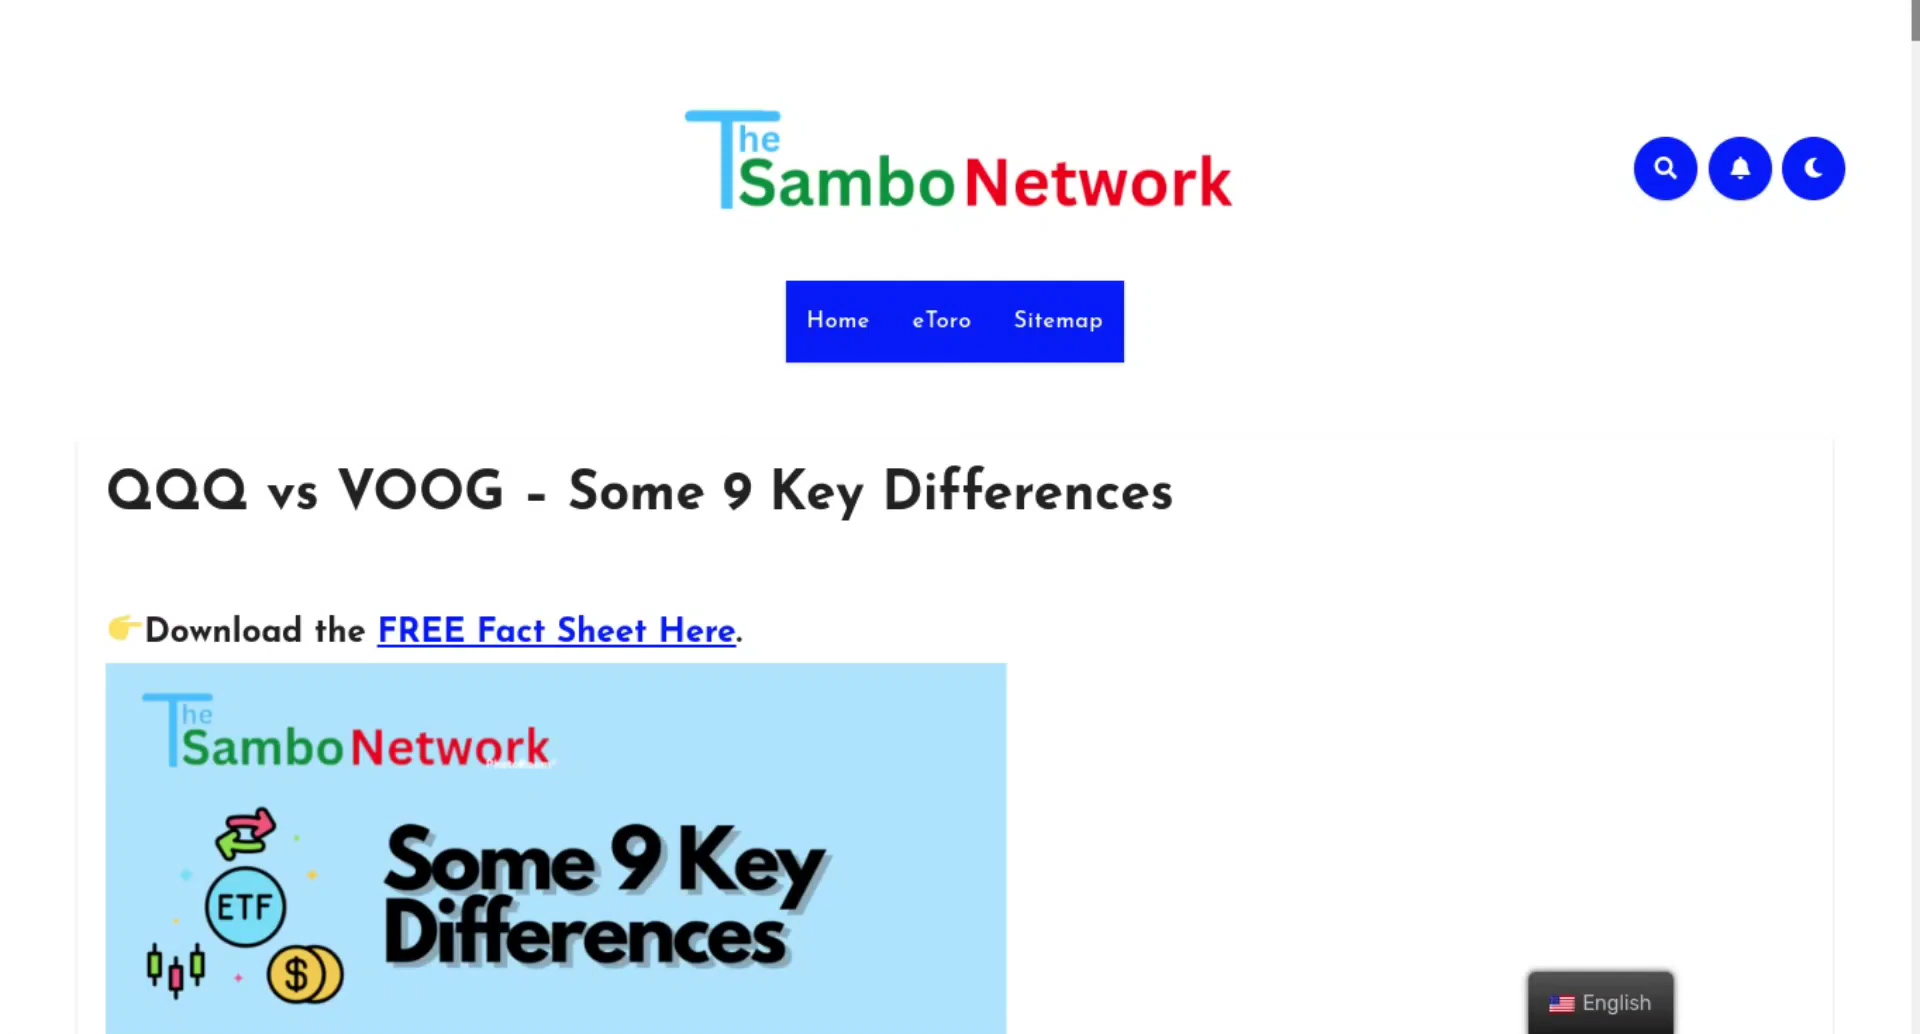 The
Sambo Network
Home eToro Sitemap
QQQ vs VOOG – Some 9 Key Differences
👉Download the FREE Fact Sheet Here.
The
Sambo Network
Some 9 Key
Differences
ETF
$
English